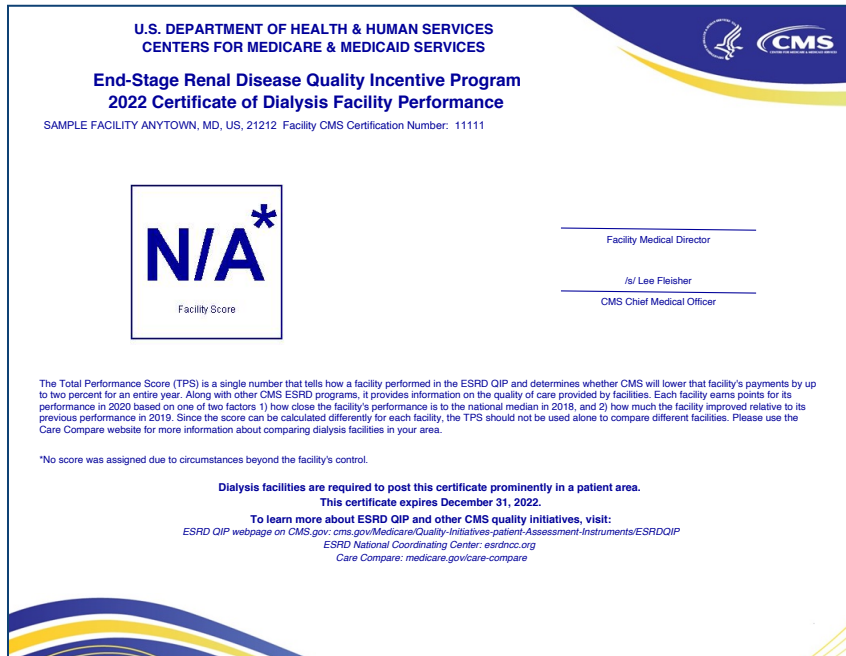 U.S. DEPARTMENT OF HEALTH & HUMAN SERVICES
CENTERS FOR MEDICARE & MEDICAID SERVICES
CMS
End-Stage Renal Disease Quality Incentive Program
2022 Certificate of Dialysis Facility Performance
SAMPLE FACILITY ANYTOWN, MD, US, 21212 Facility CMS Certification Number: 11111
N/A*
Facility Score
Facility Medical Director
/s/ Lee Fleisher
CMS Chief Medical Officer
The Total Performance Score (TPS) is a single number that tells how a facility performed in the ESRD QIP and determines whether CMS will lower that facility's payments by up
to two percent for an entire year. Along with other CMS ESRD programs, it provides information on the quality of care provided by facilities. Each facility earns points for its
performance in 2020 based on one of two factors 1) how close the facility's performance is to the national median in 2018, and 2) how much the facility improved relative to its
previous performance in 2019. Since the score can be calculated differently for each facility, the TPS should not be used alone to compare different facilities. Please use the
Care Compare website for more information about comparing dialysis facilities in your area.
*No score was assigned due to circumstances beyond the facility's control.
Dialysis facilities are required to post this certificate prominently in a patient area.
This certificate expires December 31, 2022.
To learn more about ESRD QIP and other CMS quality initiatives, visit:
ESRD QIP webpage on CMS.gov: cms.gov/Medicare/Quality-Initiatives-patient-Assessment-Instruments/ESRDQIP
ESRD National Coordinating Center: esrdncc.org
Care Compare: medicare.gov/care-compare